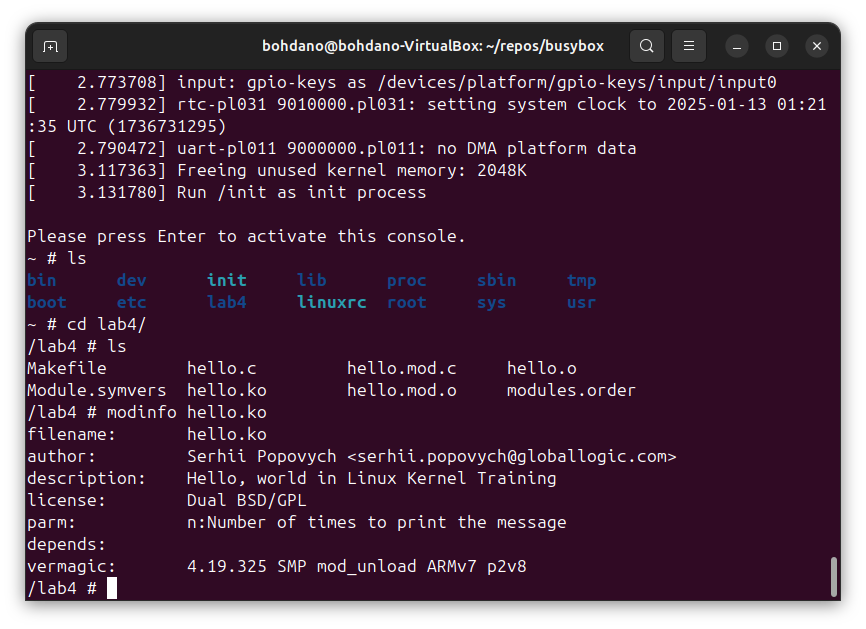 bohdano@bohdano-VirtualBox: ~/repos/busybox
[    2.773708] input: gpio-keys as /devices/platform/gpio-keys/input/input0
[    2.779932] rtc-pl031 9010000.pl031: setting system clock to 2025-01-13 01:21
:35 UTC (1736731295)
[    2.790472] uart-pl011 9000000.pl011: no DMA platform data
[    3.117363] Freeing unused kernel memory: 2048K
[    3.131780] Run /init as init process
Please press Enter to activate this console.
~ # ls
bin      dev      init     lib      proc     sbin     tmp
boot     etc      lab4     linuxrc  root     sys      usr
~ # cd lab4/
/lab4 # ls
Makefile        hello.c         hello.mod.c     hello.o
Module.symvers  hello.ko        hello.mod.o     modules.order
/lab4 # modinfo hello.ko
filename:       hello.ko
author:         Serhii Popovych <serhii.popovych@globallogic.com>
description:    Hello, world in Linux Kernel Training
license:        Dual BSD/GPL
parm:           n:Number of times to print the message
depends:
vermagic:       4.19.325 SMP mod_unload ARMv7 p2v8
/lab4 #